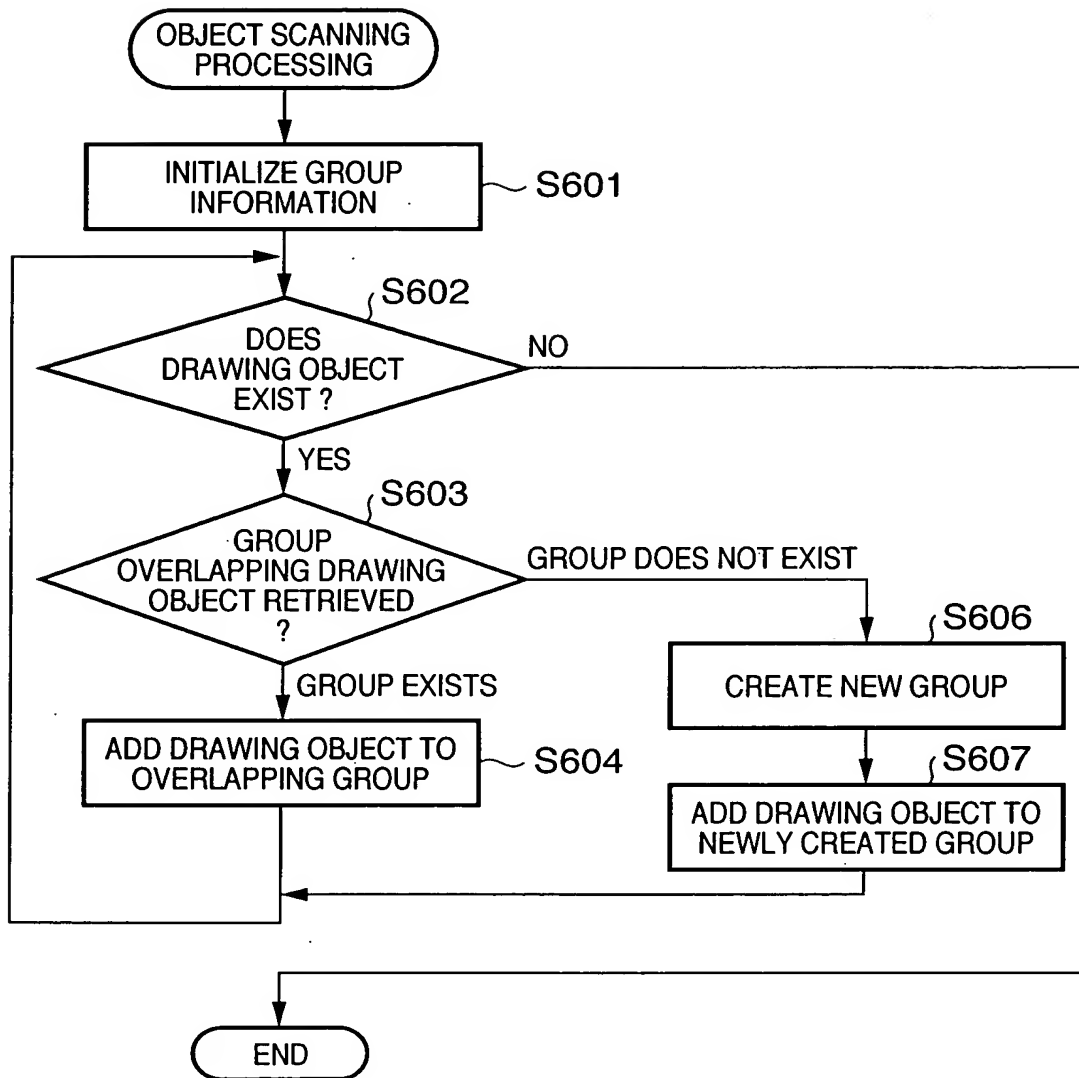 OBJECT SCANNING
PROCESSING
INITIALIZE GROUP
INFORMATION
S601
S602
DOES
DRAWING OBJECT
EXIST ?
NO
YES
S603
GROUP
OVERLAPPING DRAWING
OBJECT RETRIEVED
?
GROUP DOES NOT EXIST
GROUP EXISTS
S606
CREATE NEW GROUP
ADD DRAWING OBJECT TO
OVERLAPPING GROUP
S604
S607
ADD DRAWING OBJECT TO
NEWLY CREATED GROUP
END